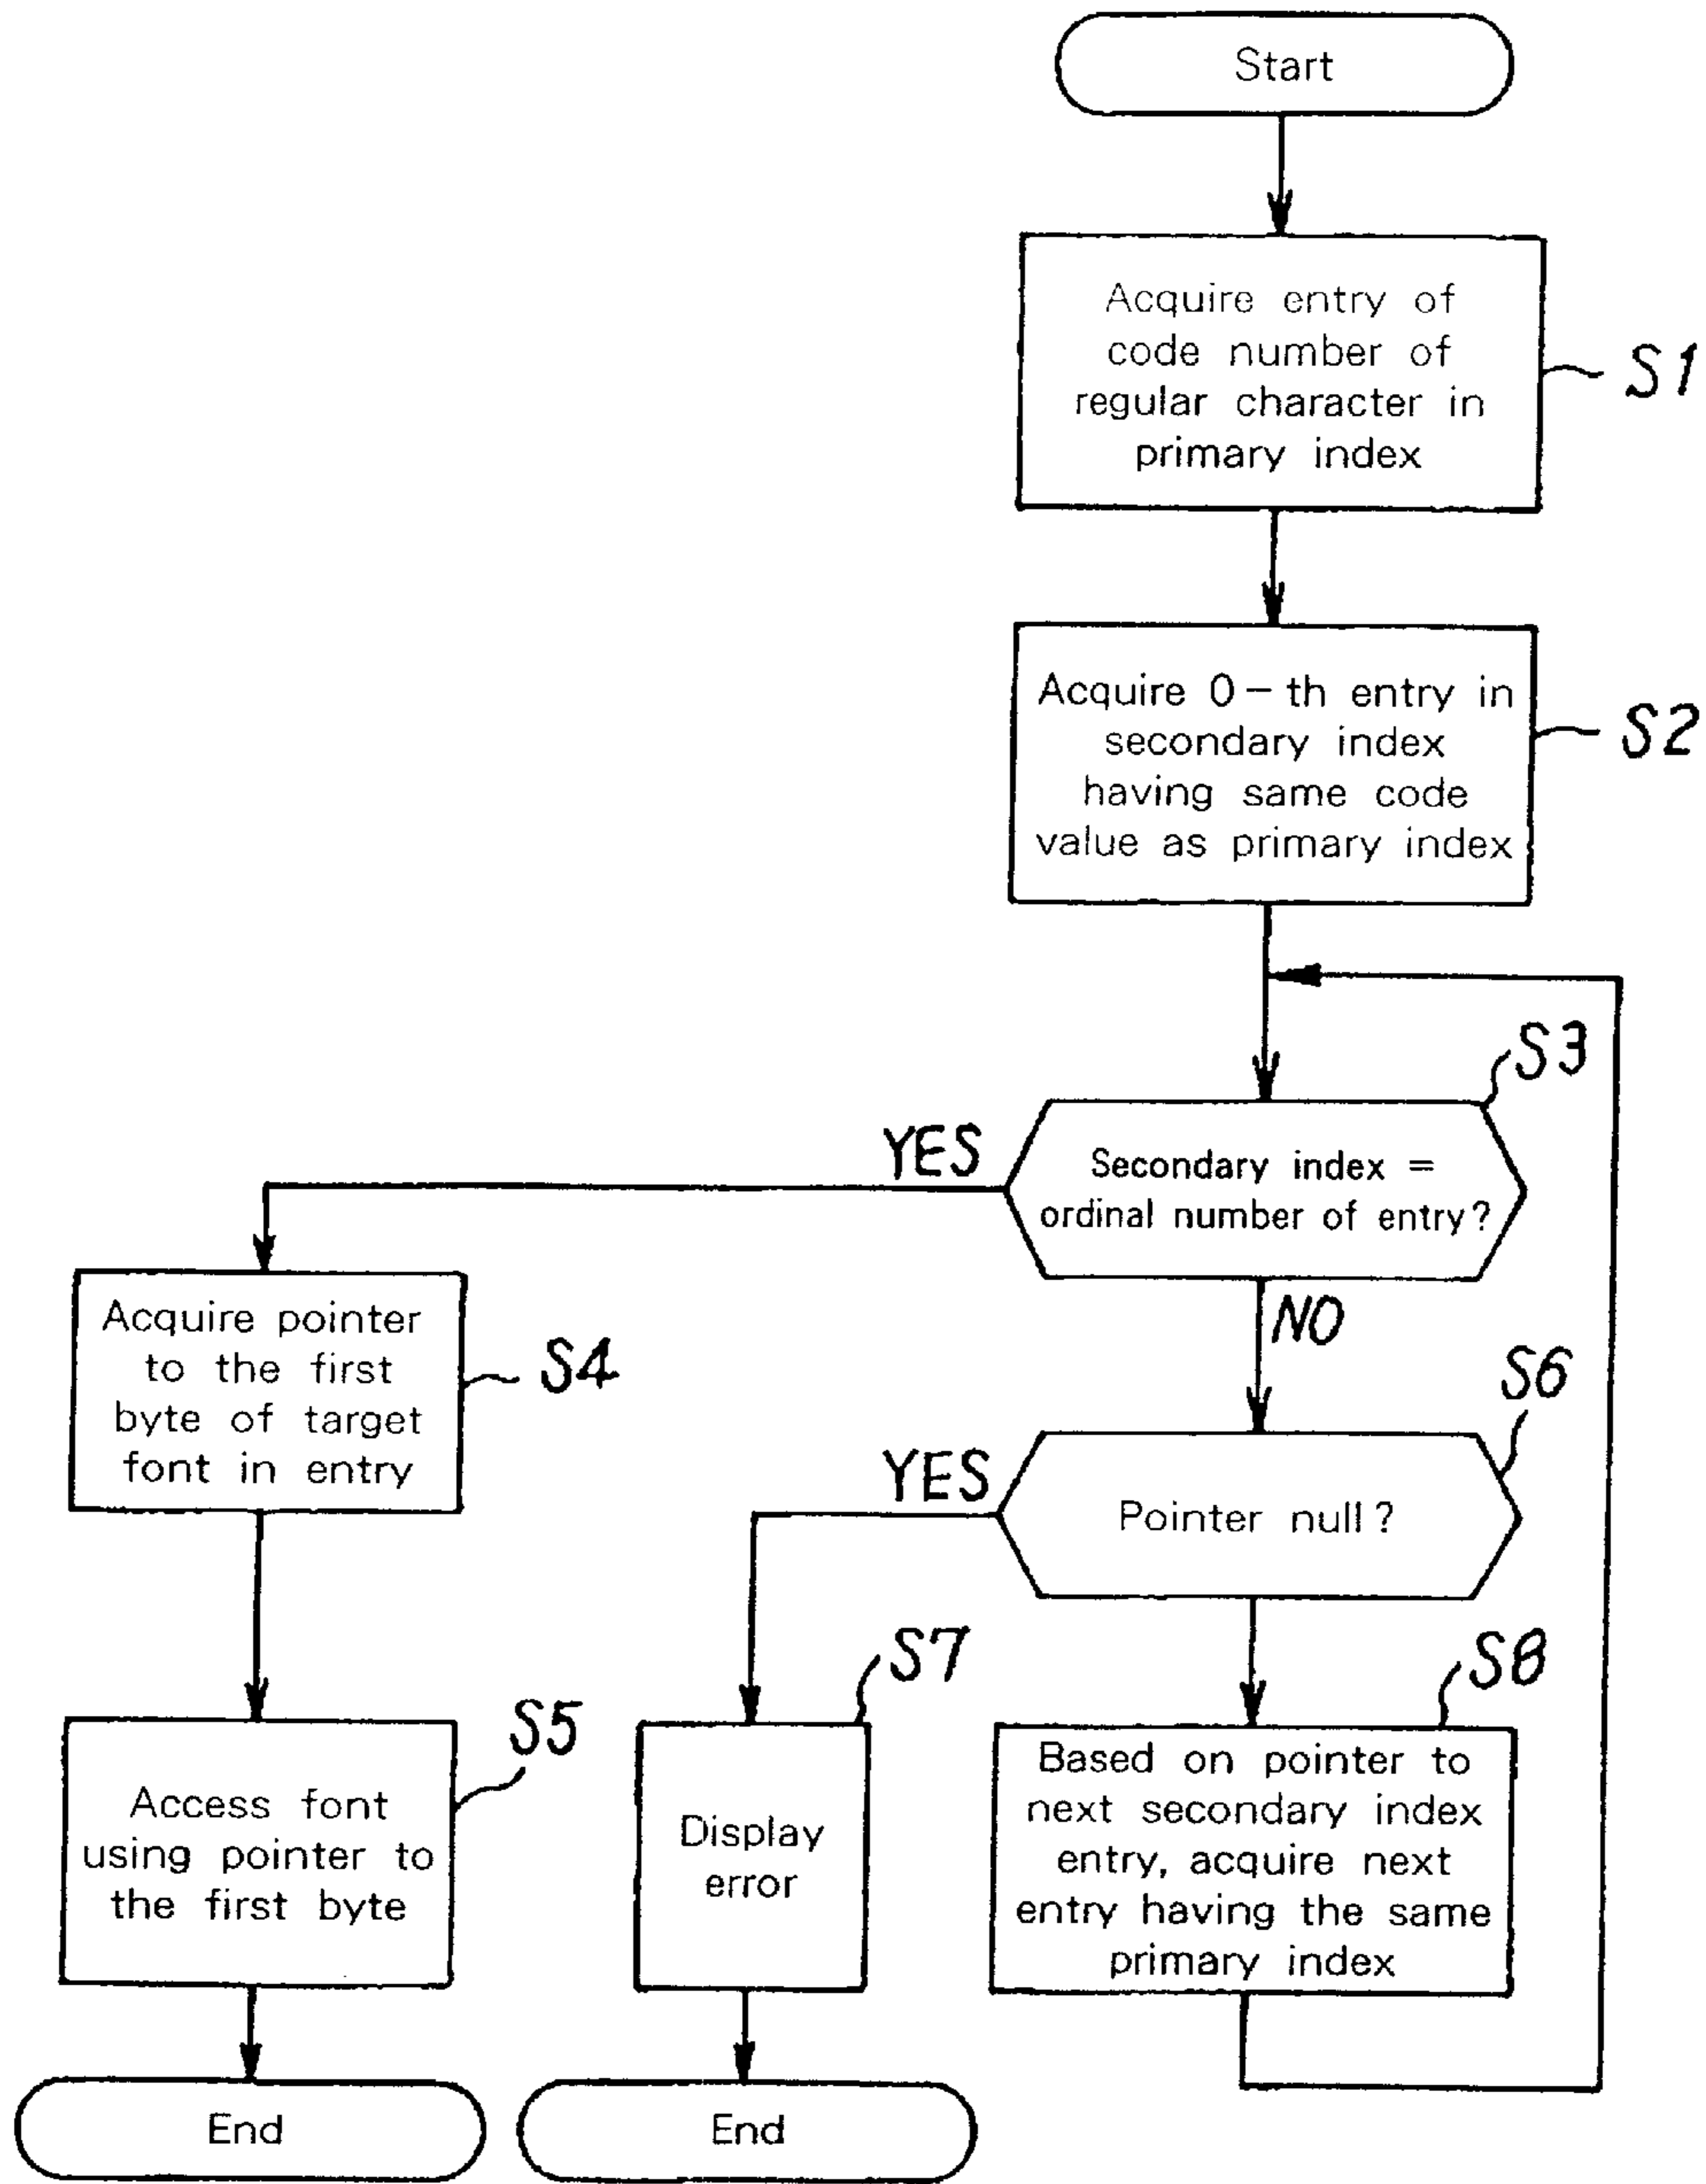 Start
Acquire entry of
code number of
regular character in
primary index
S1
Acquire 0-th entry in
secondary index
having same code
value as primary index
S2
S3
YES
Secondary index =
ordinal number of entry?
NO
Acquire pointer
to the first
byte of target
font in entry
S4
S6
YES
Pointer null?
S7
S8
S5
Access font
using pointer to
the first byte
Display
error
Based on pointer to
next secondary index
entry, acquire next
entry having the same
primary index
End
End